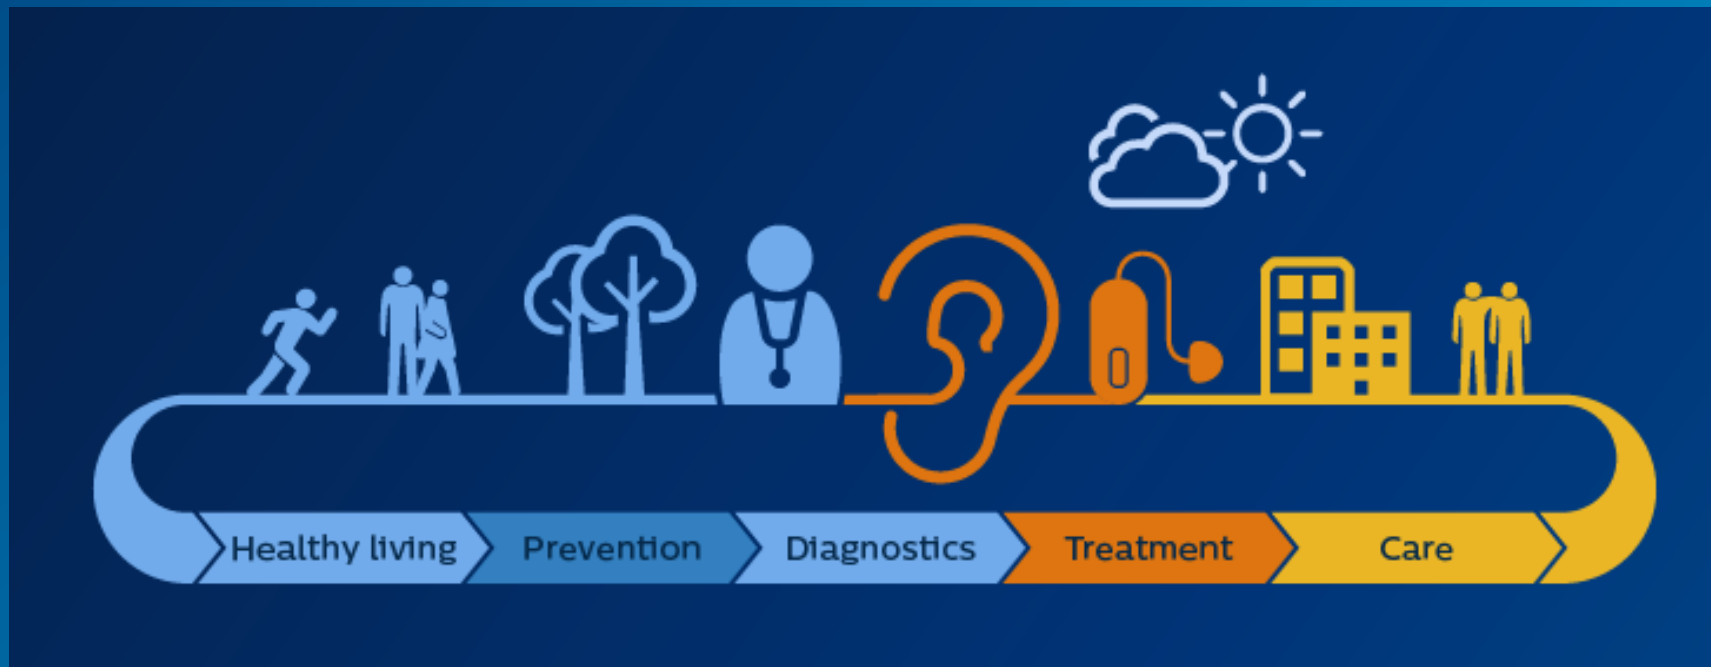 Healthy living
Prevention
Diagnostics
Treatment
Care